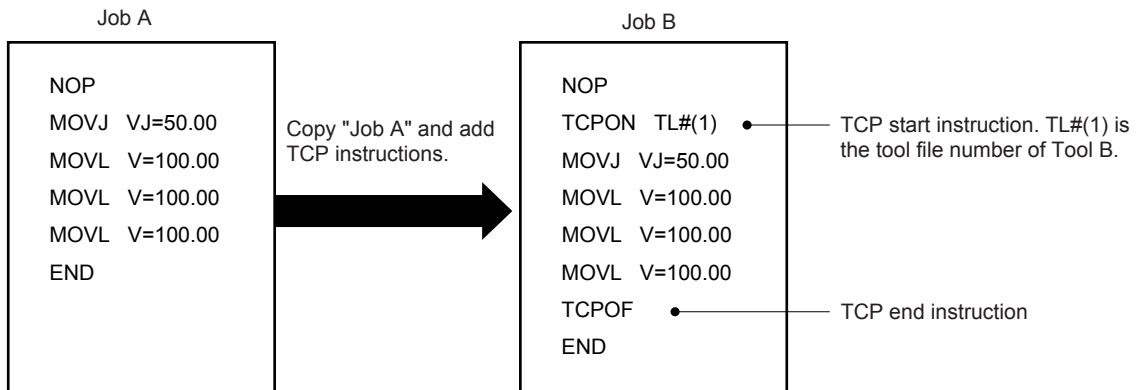 Job A
NOP
MOVJ VJ=50.00
MOVL V=100.00
MOVL V=100.00
MOVL V=100.00
END
Copy "Job A" and add
TCP instructions.
Job B
NOP
TCPON TL#(1)
MOVJ VJ=50.00
MOVL V=100.00
MOVL V=100.00
MOVL V=100.00
TCPOF
END
TCP start instruction. TL#(1) is
the tool file number of Tool B.
TCP end instruction